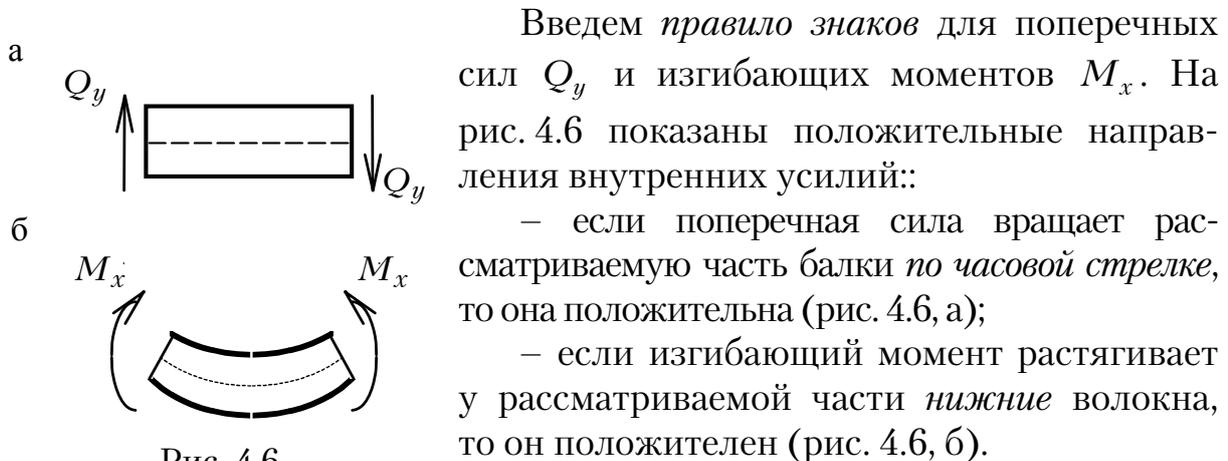 а
Q_y
Q_y
б
M_x
M_x
Рис. 4.6
Введем правило знаков для поперечных
сил Q_y и изгибающих моментов M_x. На
рис. 4.6 показаны положительные направ-
ления внутренних усилий::
– если поперечная сила вращает рас-
сматриваемую часть балки по часовой стрелке,
то она положительна (рис. 4.6, а);
– если изгибающий момент растягивает
у рассматриваемой части нижние волокна,
то он положителен (рис. 4.6, б).